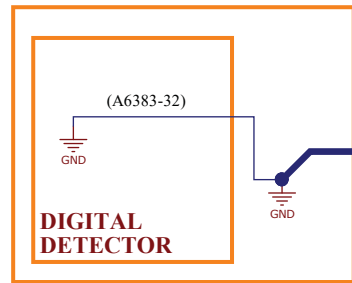 (A6383-32)
GND
GND
DIGITAL
DETECTOR